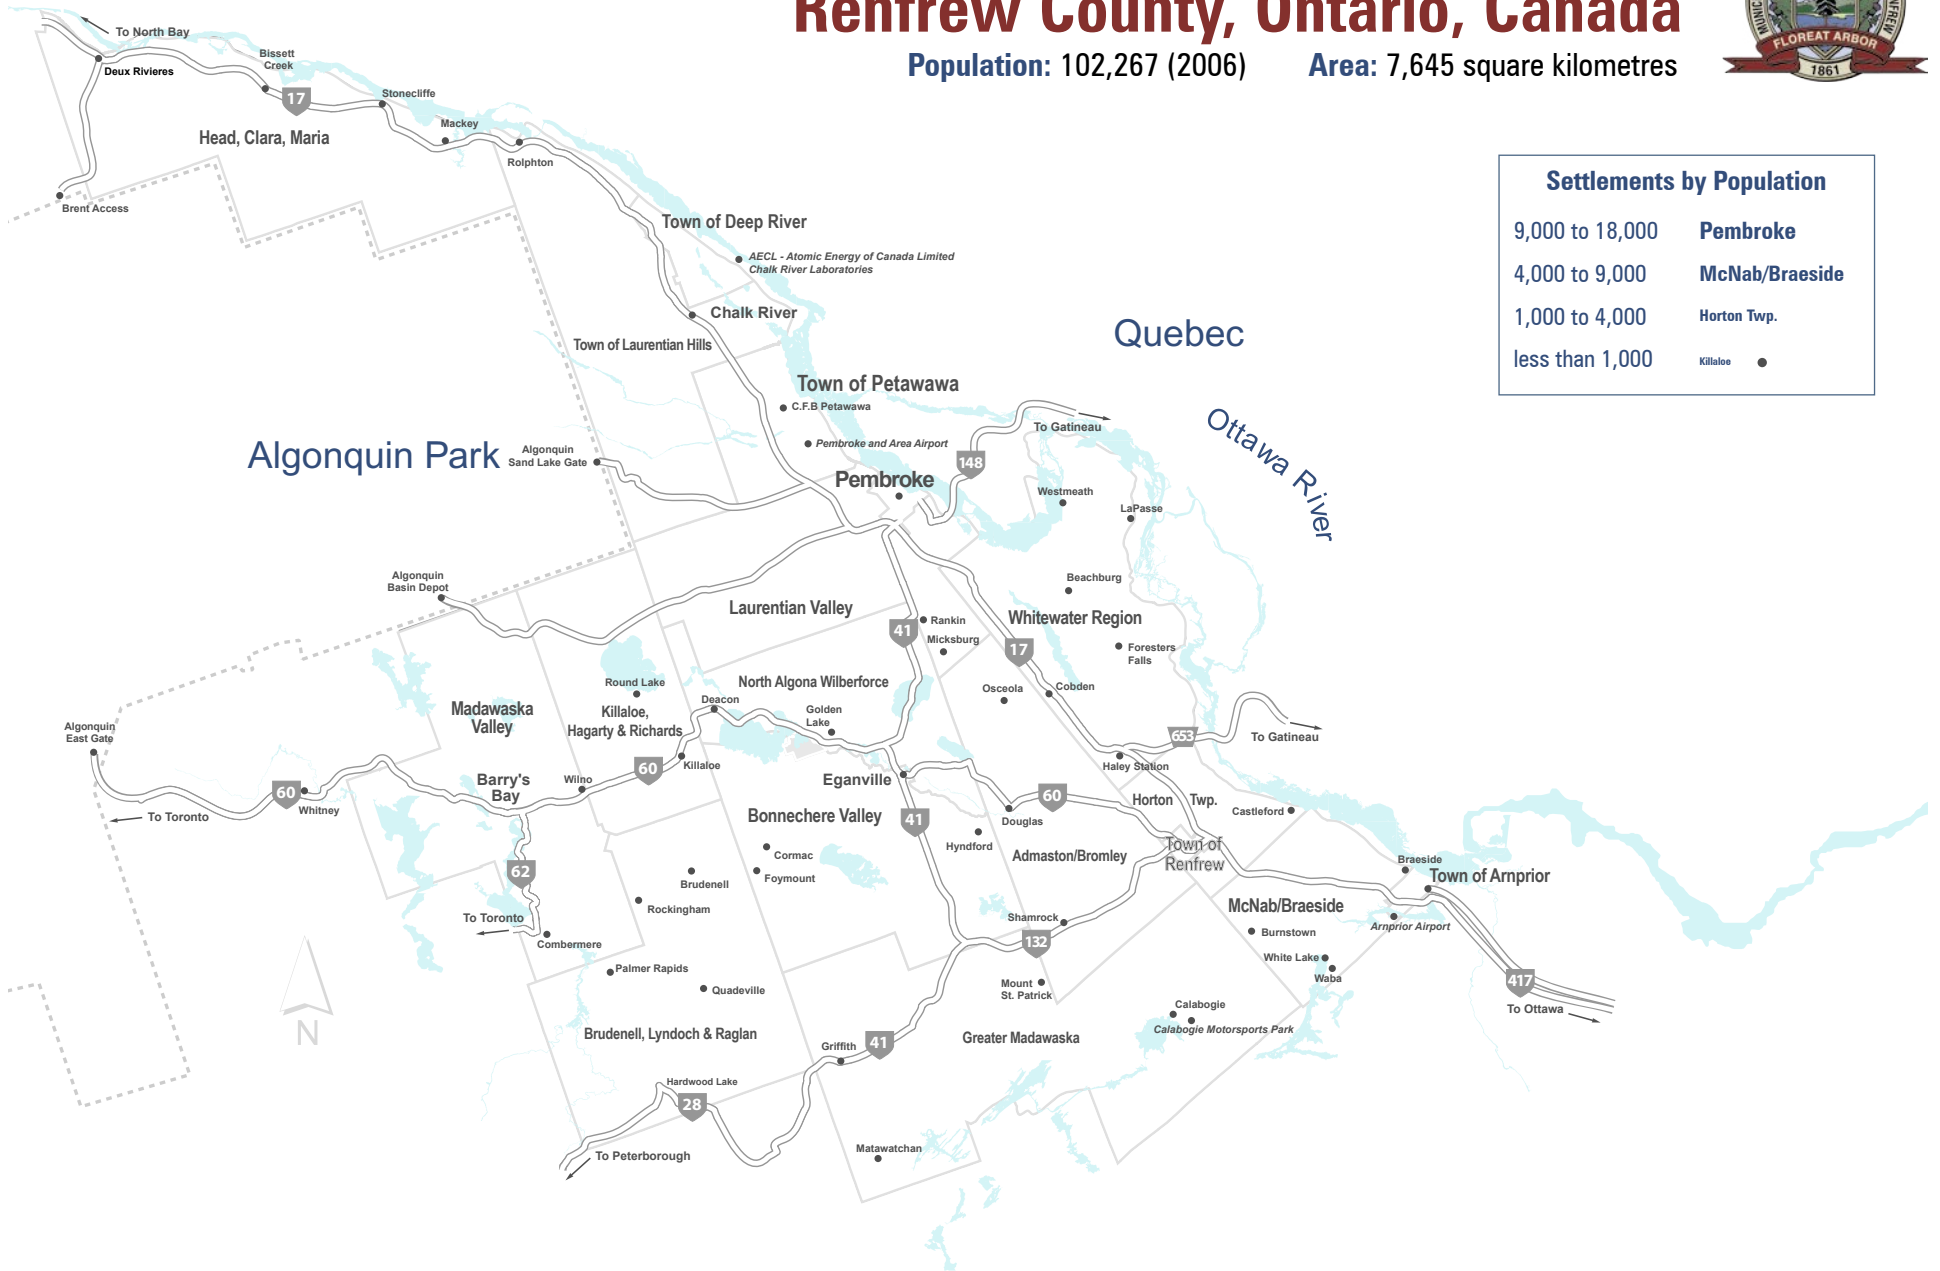 Renfrew County, Ontario, Canada
Population: 102,267 (2006)
Area: 7,645 square kilometres
FLOREAT ARBOR
1861
Settlements by Population
9,000 to 18,000 Pembroke
4,000 to 9,000 McNab/Braeside
1,000 to 4,000 Horton Twp.
less than 1,000 Killaloe
To North Bay
Deux Rivieres
Bissett
Creek
17
Stonecliffe
Mackey
Rolphton
Head, Clara, Maria
Brent Access
Town of Deep River
AECL - Atomic Energy of Canada Limited
Chalk River Laboratories
Chalk River
Town of Laurentian Hills
Quebec
Town of Petawawa
C.F.B Petawawa
Pembroke and Area Airport
To Gatineau
Ottawa River
Algonquin Park
Algonquin
Sand Lake Gate
148
Pembroke
Westmeath
LaPasse
Algonquin
Basin Depot
Beachburg
Laurentian Valley
Whitewater Region
41
Rankin
Micksburg
17
Foresters
Falls
Round Lake
North Algona Wilberforce
Osceola
Cobden
Madawaska
Valley
Killaloe,
Hagarty & Richards
Deacon
Golden
Lake
Algonquin
East Gate
653
To Gatineau
Killaloe
Haley Station
60
Wilno
Barry's
Bay
Eganville
60
Whitney
To Toronto
60
Horton Twp.
Castleford
Bonnechere Valley
41
Douglas
Hyndford
Town of
Renfrew
Admaston/Bromley
Cormac
Foymount
Brudenell
62
Braeside
Town of Arnprior
Rockingham
McNab/Braeside
To Toronto
Combermere
Shamrock
132
Burnstown
Arnprior Airport
White Lake
Waba
417
To Ottawa
Palmer Rapids
Quadeville
Mount
St. Patrick
Calabogie
Calabogie Motorsports Park
Brudenell, Lyndoch & Raglan
Greater Madawaska
N
Griffith
41
Hardwood Lake
28
To Peterborough
Matawatchan